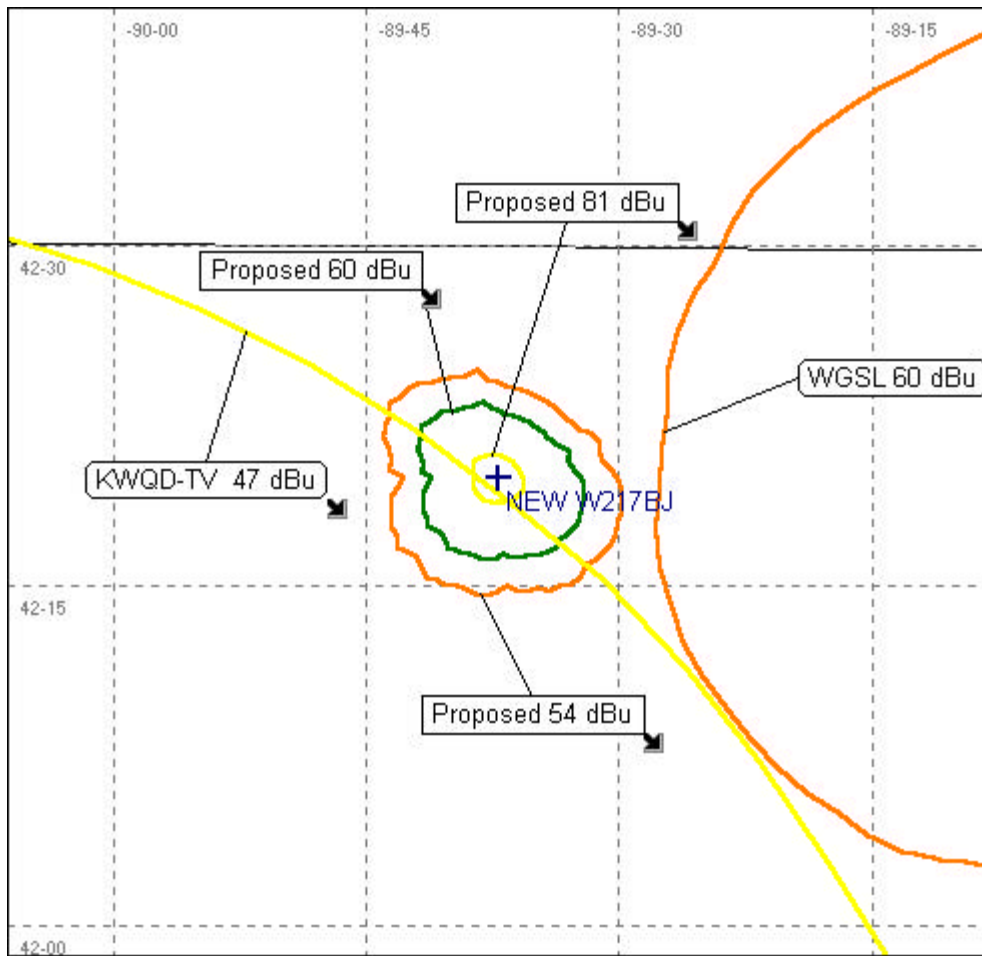 -90-00
-89-45
-89-30
-89-15
Proposed 81 dBu
42-30
Proposed 60 dBu
WGSL 60 dBu
KWQD-TV 47 dBu
NEW W217BJ
42-15
Proposed 54 dBu
42-00